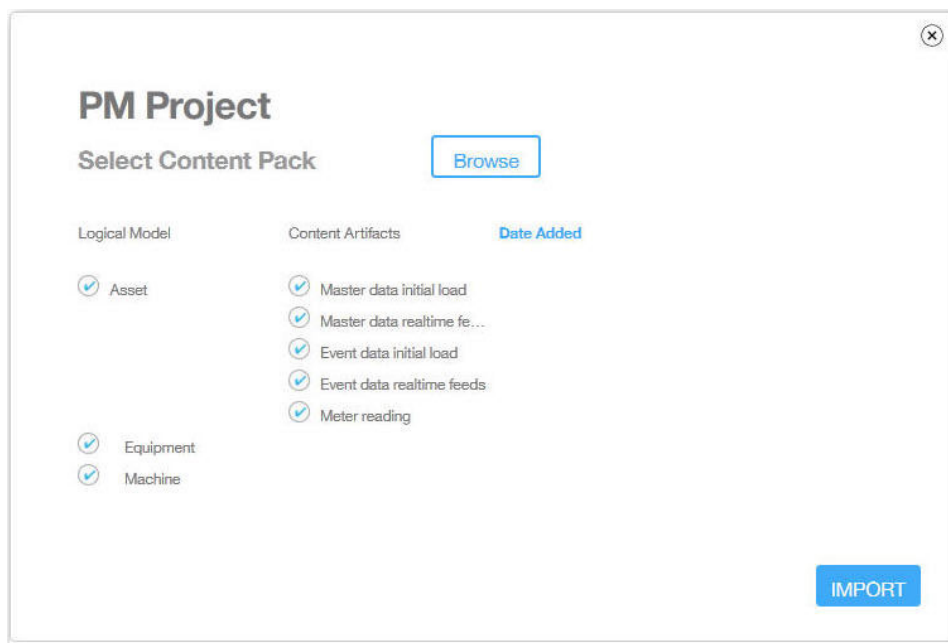 PM Project
Select Content Pack
Browse
Logical Model Content Artifacts Date Added
Asset Master data initial load
Master data realtime fe...
Event data initial load
Event data realtime feeds
Meter reading
Equipment
Machine
IMPORT